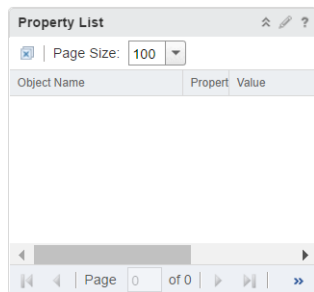 Property List ?
Page Size: 100
Object Name Propert Value
Page 0 of 0 »